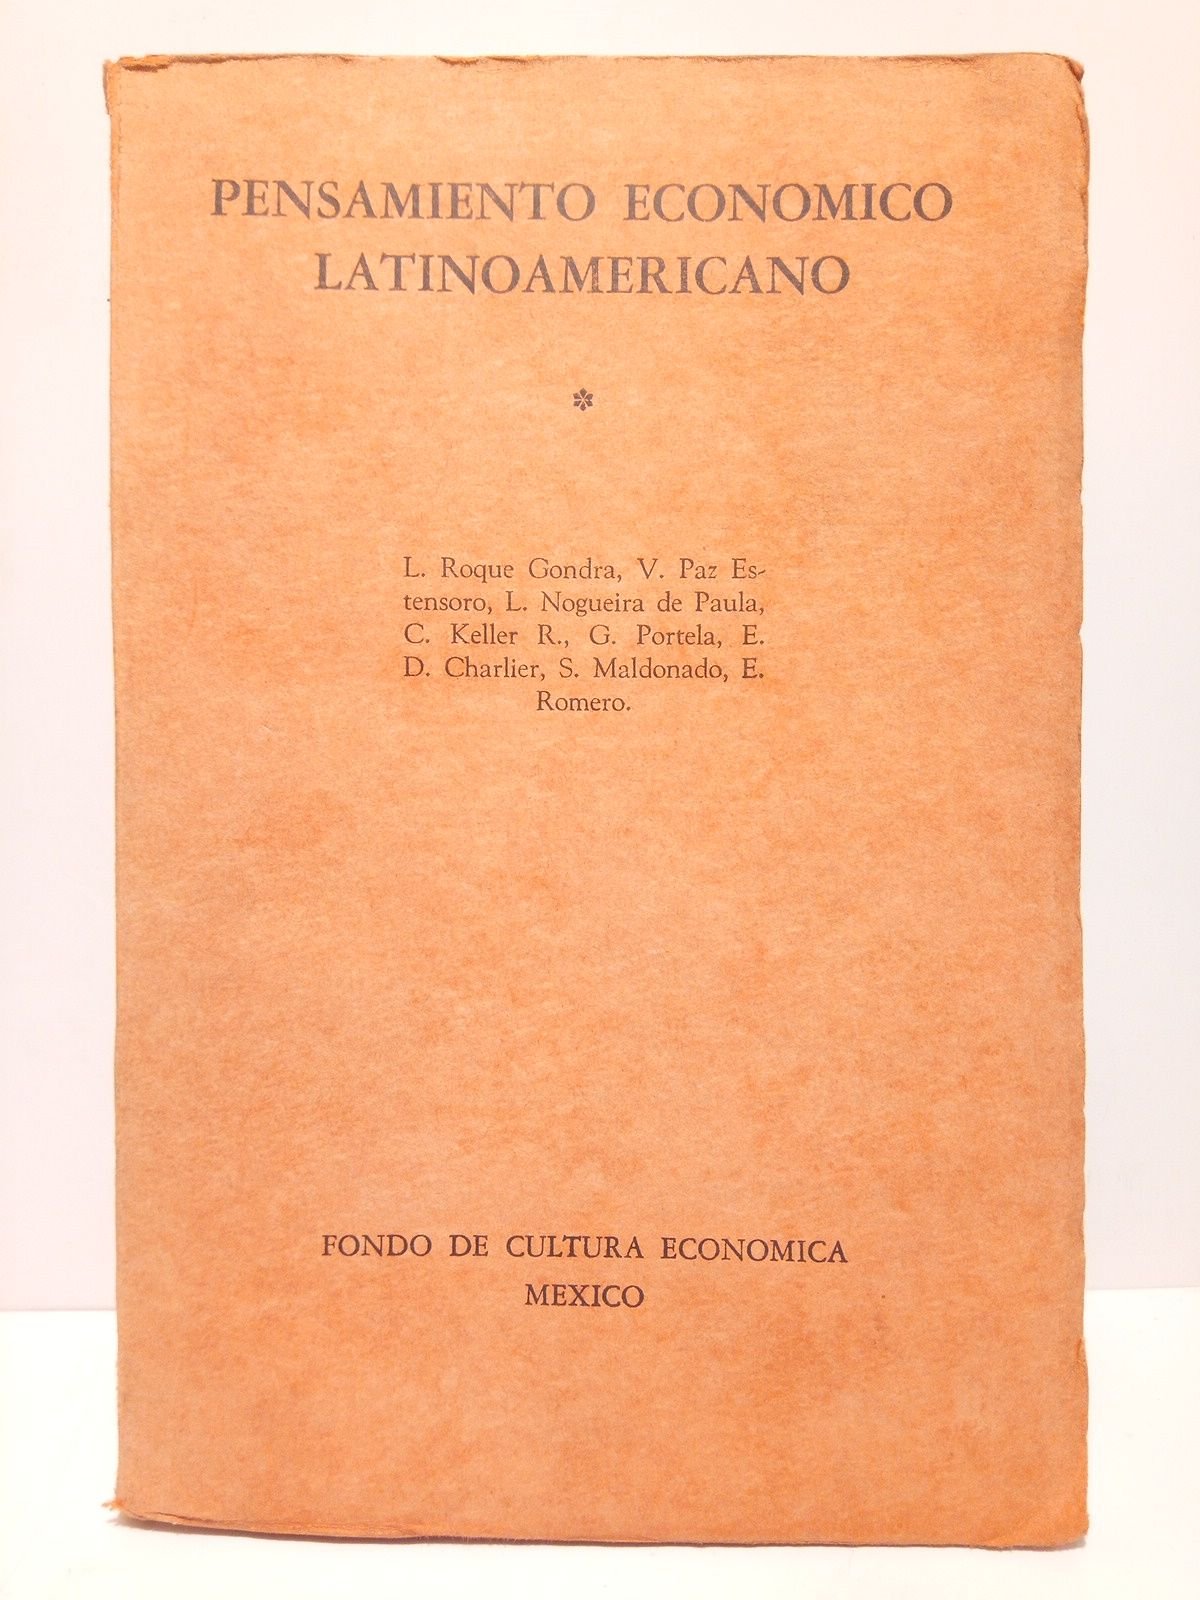 PENSAMIENTO ECONOMICO
LATINOAMERICANO
*
L. Roque Gondra, V. Paz Es-
tensoro, L. Nogueira de Paula,
C. Keller R., G. Portela, E.
D. Charlier, S. Maldonado, E.
Romero.
FONDO DE CULTURA ECONOMICA
MEXICO